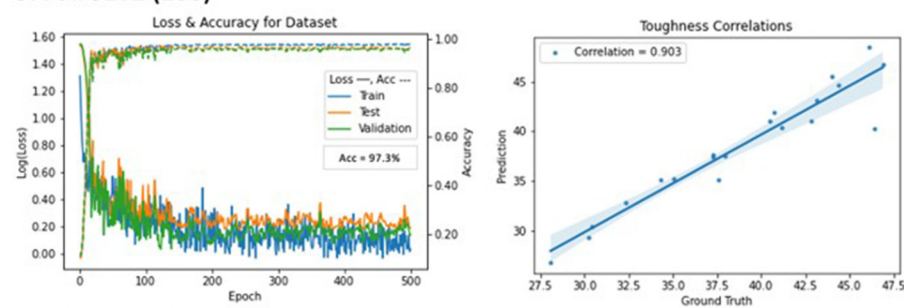 Loss & Accuracy for Dataset
1.60
1.40
1.20
1.00
0.80
0.60
0.40
0.20
0.00
Log(Loss)
1.00
0.80
0.60
0.40
0.20
Accuracy
Loss —, Acc ---
Train
Test
Validation
Acc = 97.3%
0 100 200 300 400 500
Epoch
Toughness Correlations
Correlation = 0.903
45
40
35
30
Prediction
27.5 30.0 32.5 35.0 37.5 40.0 42.5 45.0 47.5
Ground Truth